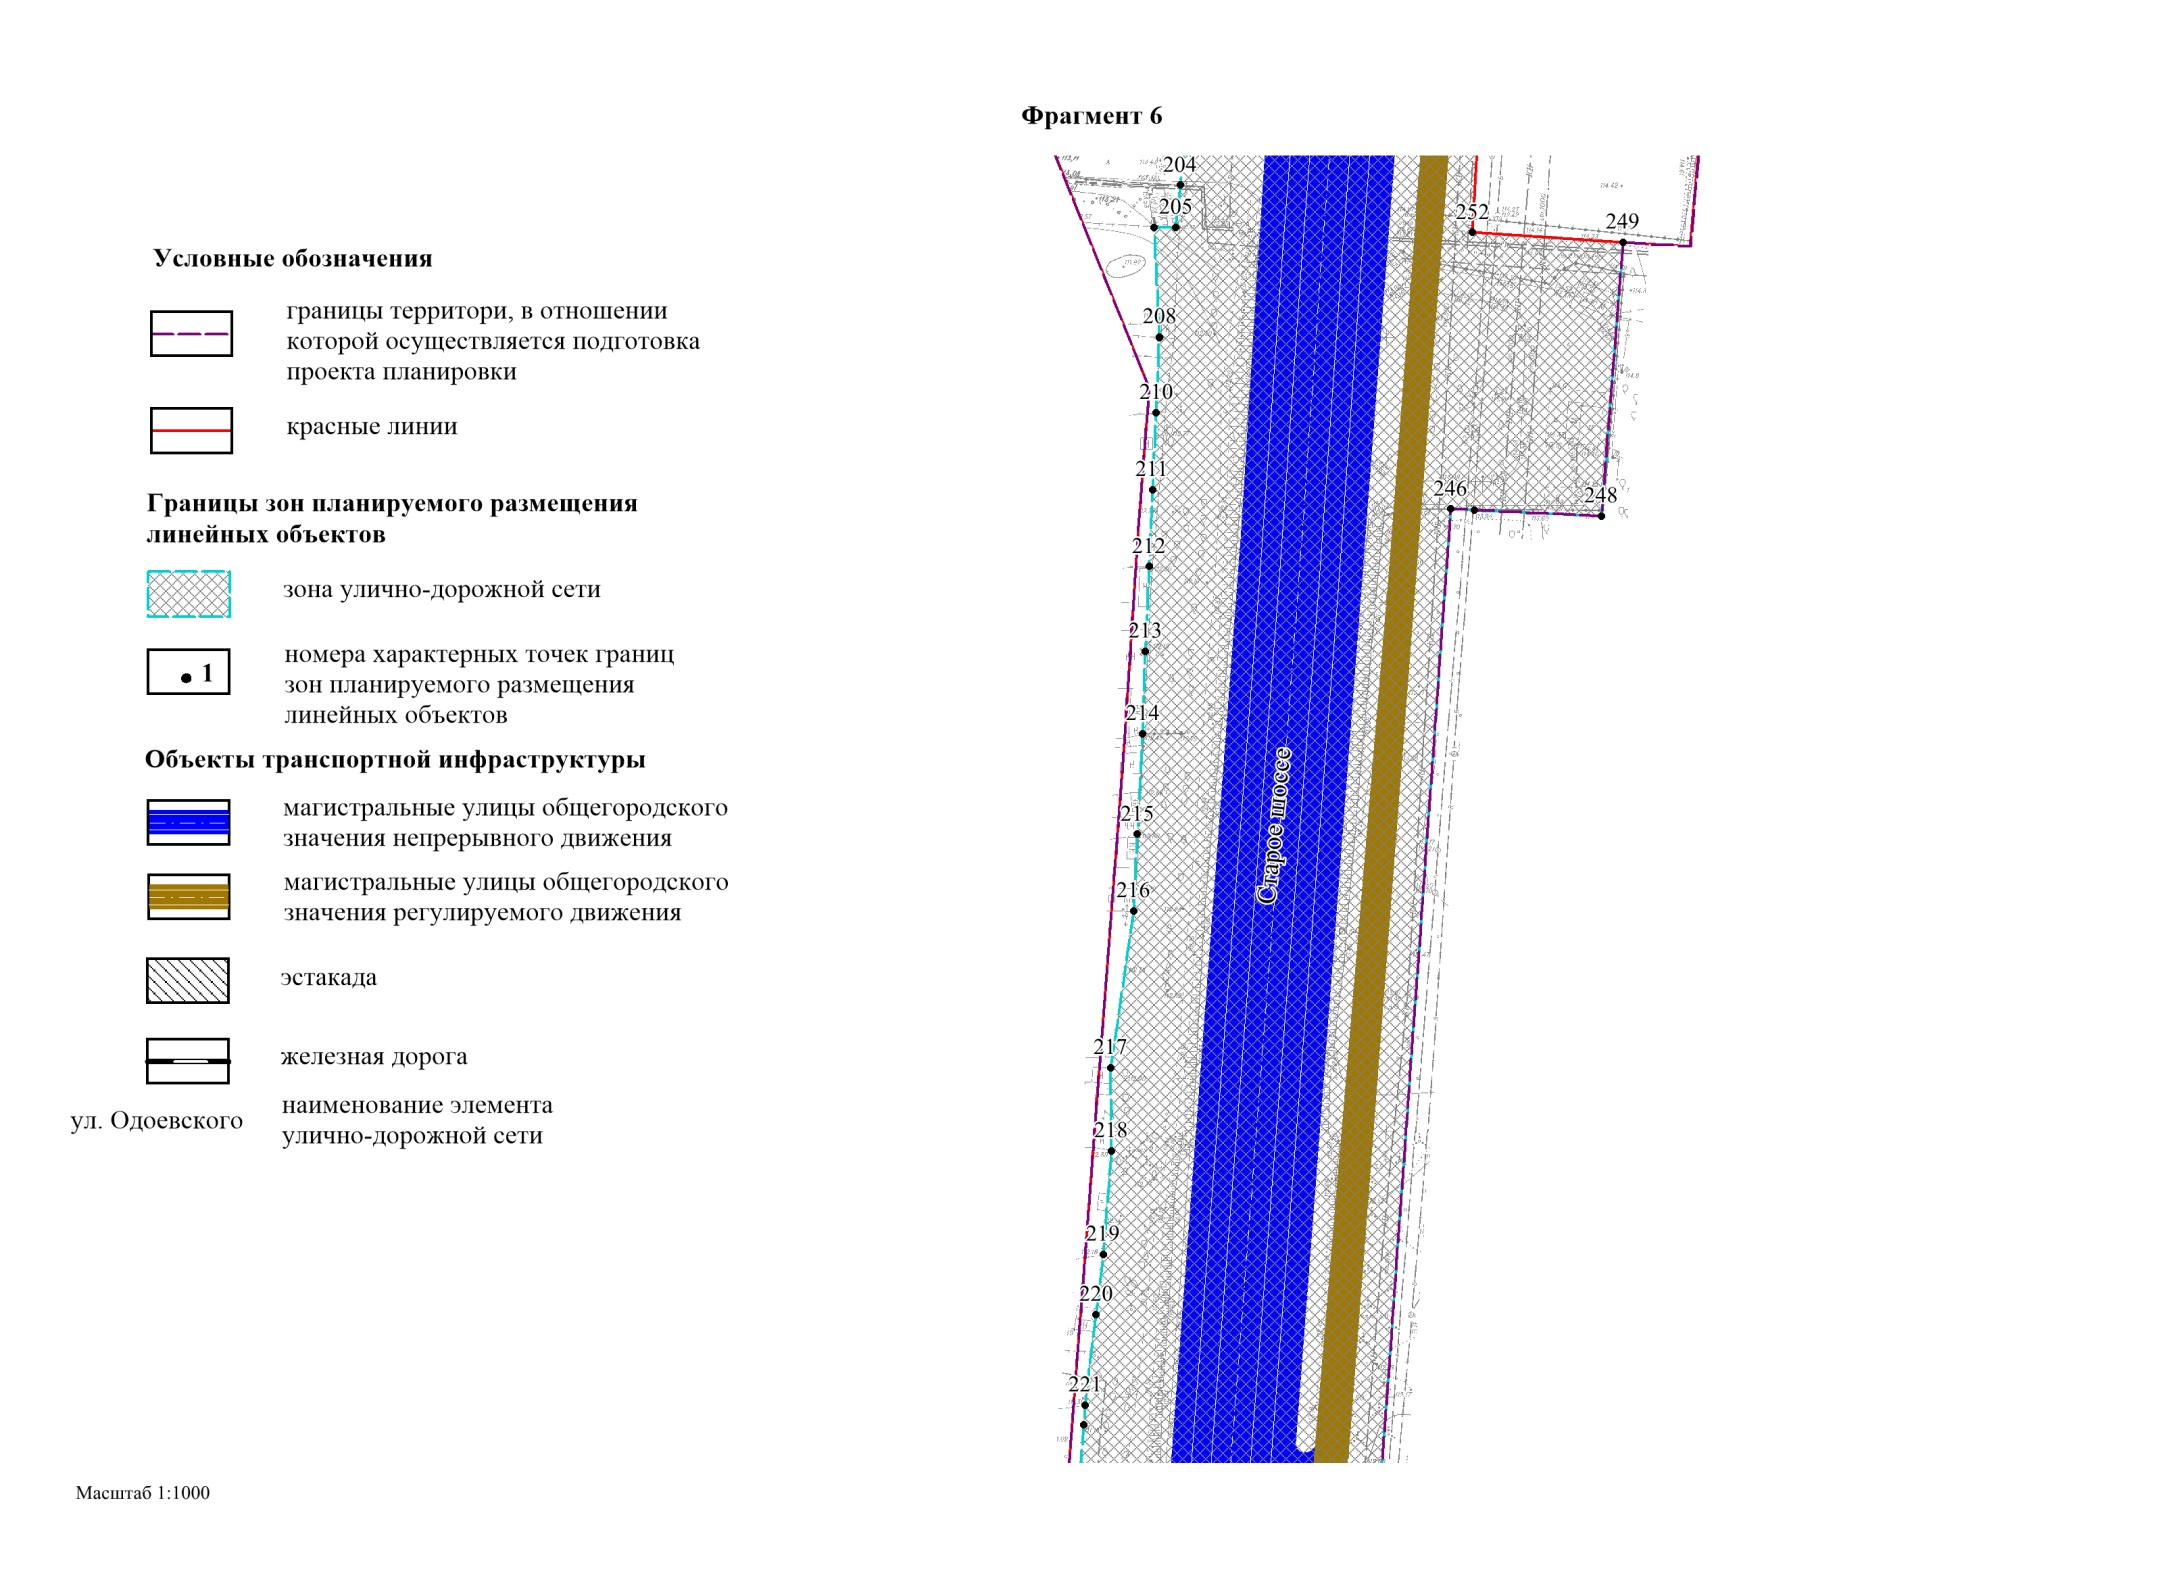 Фрагмент 6
Условные обозначения
границы территори, в отношении
которой осуществляется подготовка
проекта планировки
красные линии
Границы зон планируемого размещения
линейных объектов
зона улично-дорожной сети
1
номера характерных точек границ
зон планируемого размещения
линейных объектов
Объекты транспортной инфраструктуры
магистральные улицы общегородского
значения непрерывного движения
магистральные улицы общегородского
значения регулируемого движения
эстакада
железная дорога
ул. Одоевского
наименование элемента
улично-дорожной сети
Масштаб 1:1000
204
205
252
249
208
210
211
246
248
212
213
214
Старое шоссе
215
216
217
218
219
220
221